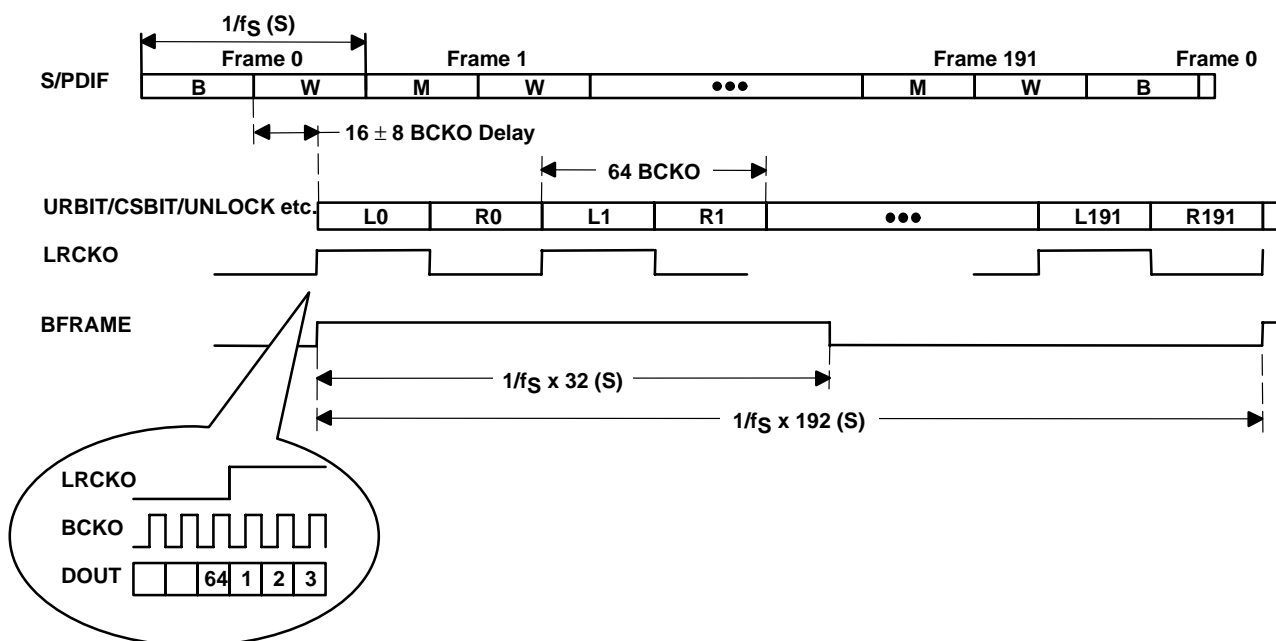 1/fS (S)
Frame 0 Frame 1 Frame 191 Frame 0
S/PDIF B W M W ••• M W B
16 ± 8 BCKO Delay
64 BCKO
URBIT/CSBIT/UNLOCK etc. L0 R0 L1 R1 ••• L191 R191
LRCKO
BFRAME
1/fS x 32 (S)
1/fS x 192 (S)
LRCKO
BCKO
DOUT 64 1 2 3